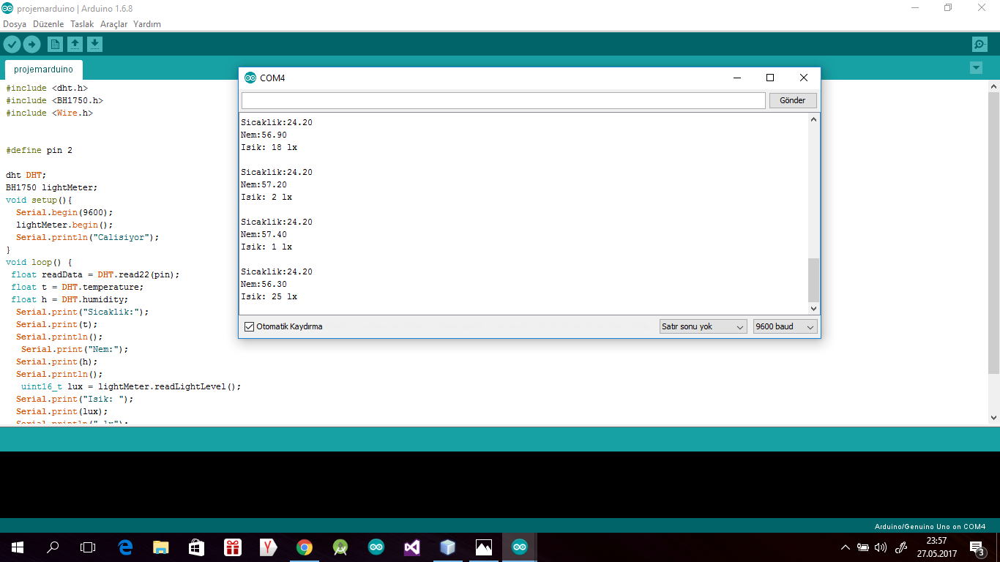 projemarduino | Arduino 1.6.8
Dosya Düzenle Taslak Araçlar Yardım
projemarduino
#include <dht.h>
#include <BH1750.h>
#include <Wire.h>
#define pin 2
dht DHT;
BH1750 lightMeter;
void setup(){
Serial.begin(9600);
lightMeter.begin();
Serial.println("Calisiyor");
}
void loop() {
float readData = DHT.read22(pin);
float t = DHT.temperature;
float h = DHT.humidity;
Serial.print("Sicaklik:");
Serial.print(t);
Serial.println();
Serial.print("Nem:");
Serial.print(h);
Serial.println();
uint16_t lux = lightMeter.readLightLevel();
Serial.print("Isik: ");
Serial.print(lux);
Serial.println(" lx");
COM4
Gönder
Sicaklik:24.20
Nem:56.90
Isik: 18 lx
Sicaklik:24.20
Nem:57.20
Isik: 2 lx
Sicaklik:24.20
Nem:57.40
Isik: 1 lx
Sicaklik:24.20
Nem:56.30
Isik: 25 lx
Otomatik Kaydırma
Satır sonu yok
9600 baud
Arduino/Genuino Uno on COM4
23:57
27.05.2017
3